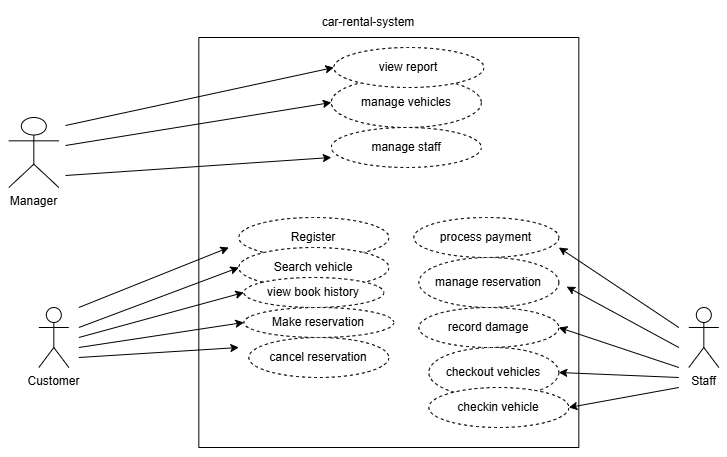 car-rental-system
view report
manage vehicles
manage staff
Manager
Register
Search vehicle
view book history
Make reservation
cancel reservation
Customer
process payment
manage reservation
record damage
checkout vehicles
checkin vehicle
Staff